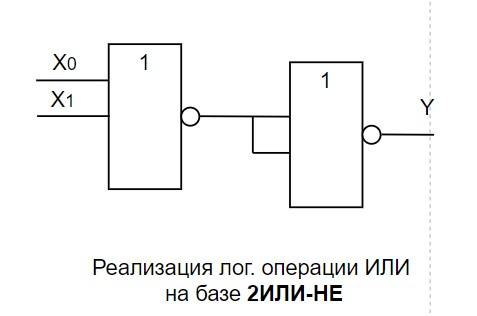 X0
1
X1
1
Y
Реализация лог. операции ИЛИ
на базе 2ИЛИ-НЕ